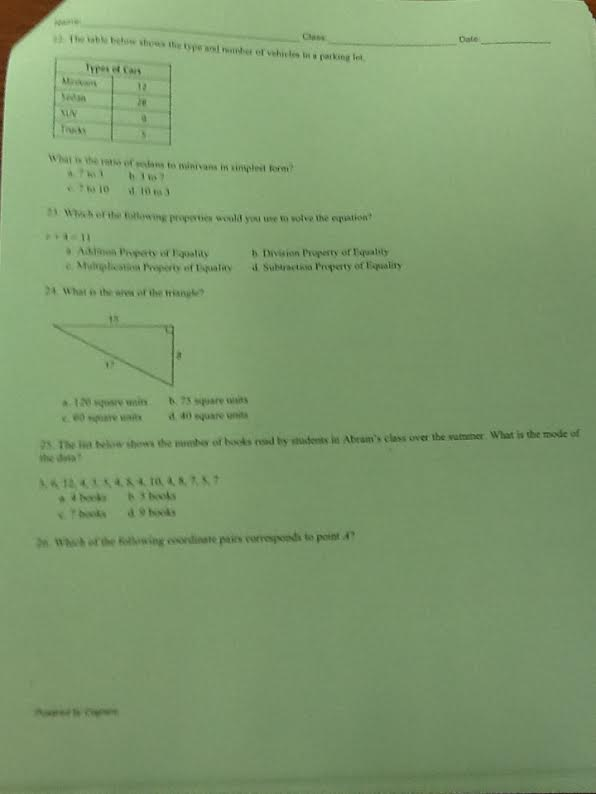 Name: Class: Date:
22. The table below shows the type and number of vehicles in a parking lot.
Types of Cars
Minivans 12
Sedan 28
SUV
Trucks 5
What is the ratio of sedans to minivans in simplest form?
a. 7 to 3 b. 3 to 7
c. 7 to 10 d. 10 to 3
23. Which of the following properties would you use to solve the equation?
+ 4 = 11
a. Addition Property of Equality b. Division Property of Equality
c. Multiplication Property of Equality d. Subtraction Property of Equality
24. What is the area of the triangle?
15
8
17
a. 120 square units b. 75 square units
c. 60 square units d. 40 square units
25. The list below shows the number of books read by students in Abram's class over the summer. What is the mode of
the data?
3, 6, 12, 4, 3, 5, 4, 8, 4, 10, 4, 8, 7, 5, 7
a. 4 books b. 3 books
c. 7 books d. 9 books
26. Which of the following coordinate pairs corresponds to point A?
Powered by Cognero